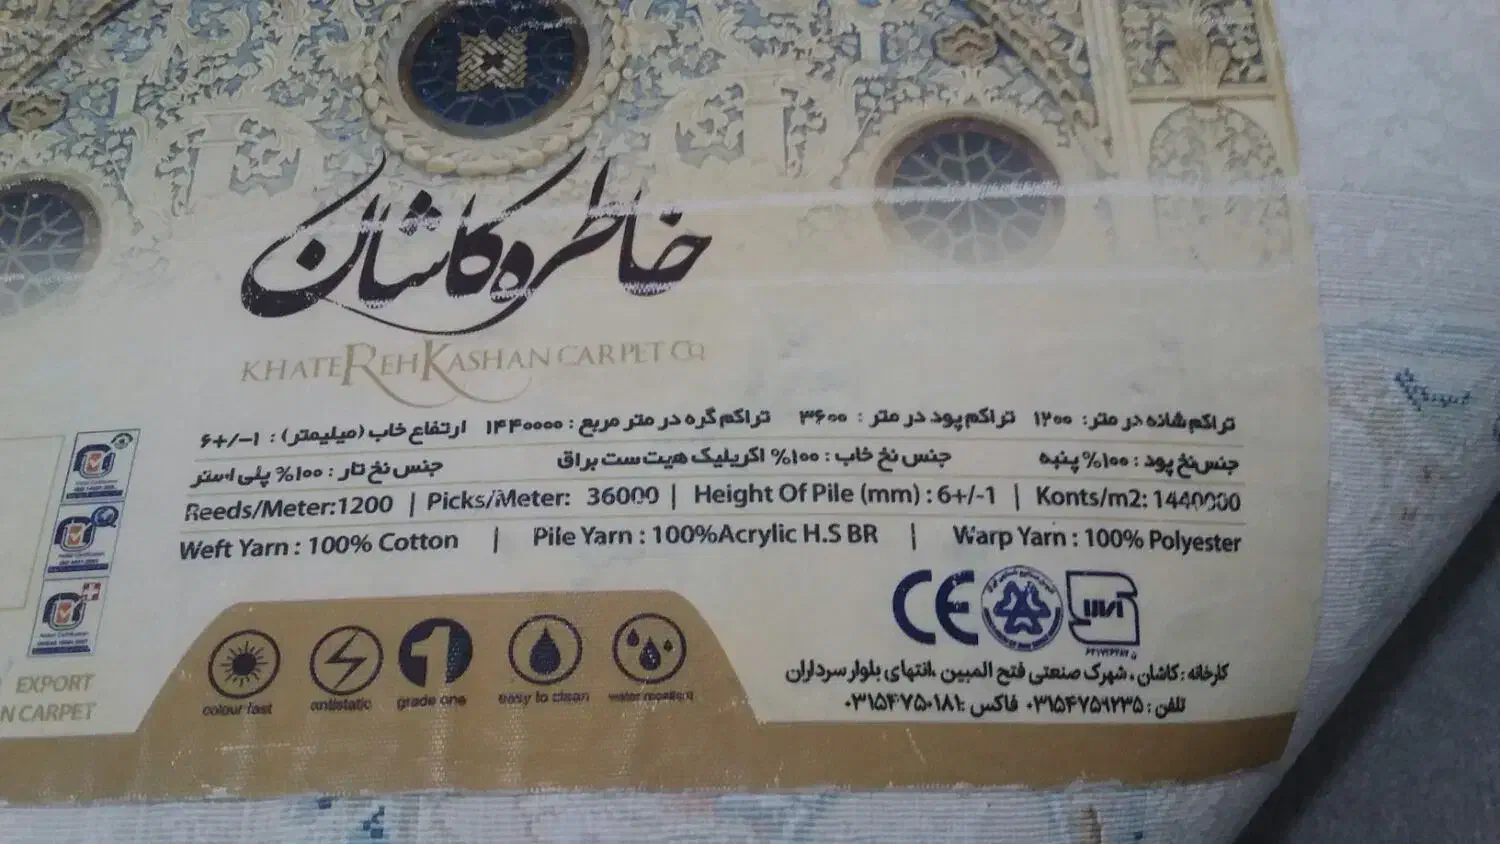 خاطره کاشان
KHATEREH KASHAN CARPET CO.
تراکم شانه در متر: ۱۲۰۰ تراکم پود در متر: ۳۶۰۰ تراکم گره در متر مربع: ۱۴۴۰۰۰۰ ارتفاع خاب (میلیمتر): ۶+/-۱
جنس نخ پود: ۱۰۰% پنبه جنس نخ خاب: ۱۰۰% اکریلیک هیت ست براق جنس نخ تار: ۱۰۰% پلی استر
Reeds/Meter:1200 | Picks/Meter: 36000 | Height Of Pile (mm) : 6+/-1 | Konts/m2: 1440000
Weft Yarn : 100% Cotton | Pile Yarn : 100%Acrylic H.S BR | Warp Yarn : 100% Polyester
CE
colour fast antistatic grade one easy to clean water repellent
EXPORT
N CARPET
کارخانه: کاشان، شهرک صنعتی فتح المبین، انتهای بلوار سرداران
تلفن: ۰۳۱۵۴۷۵۹۲۳۵ فاکس: ۰۳۱۵۴۷۵۰۱۸۱